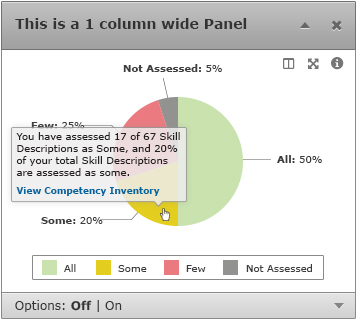 This is a 1 column wide Panel
Not Assessed: 5%
Few: 25%
You have assessed 17 of 67 Skill
Descriptions as Some, and 20%
of your total Skill Descriptions
are assessed as some.
View Competency Inventory
All: 50%
Some: 20%
All Some Few Not Assessed
Options: Off | On